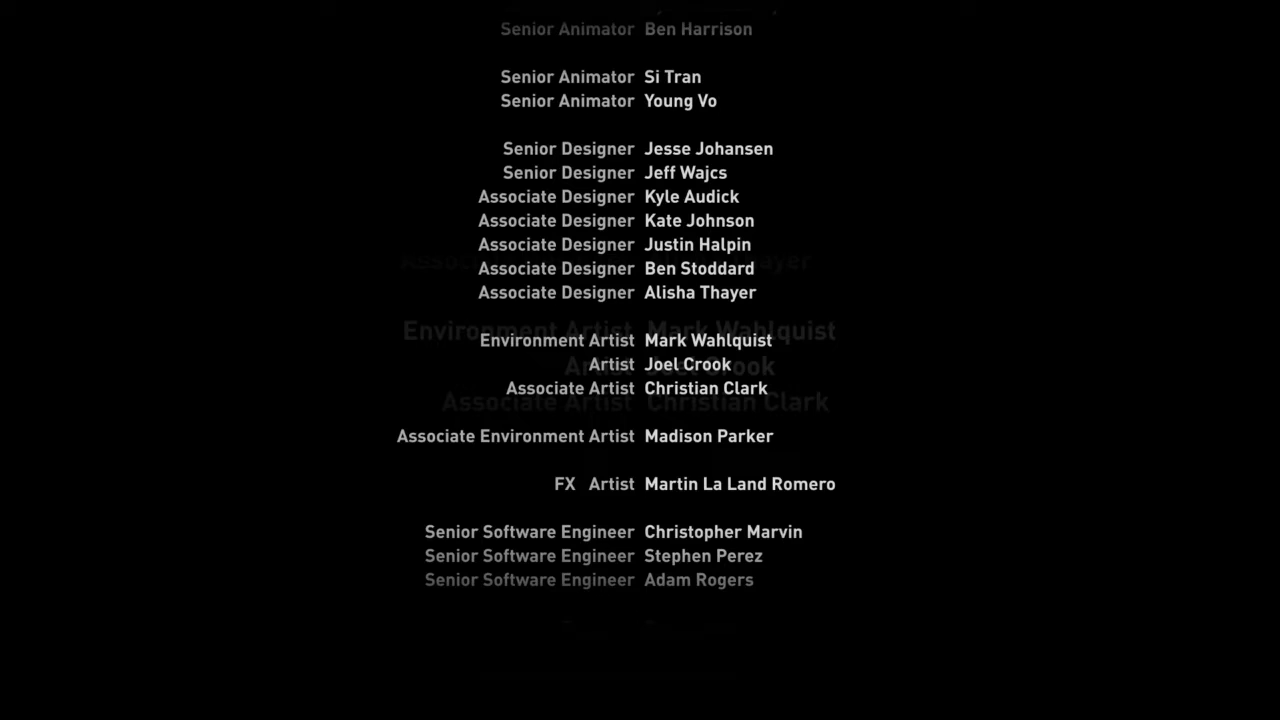 Senior Animator Ben Harrison
Senior Animator Si Tran
Senior Animator Young Vo
Senior Designer Jesse Johansen
Senior Designer Jeff Wajcs
Associate Designer Kyle Audick
Associate Designer Kate Johnson
Associate Designer Justin Halpin
Associate Designer Ben Stoddard
Associate Designer Alisha Thayer
Environment Artist Mark Wahlquist
Artist Joel Crook
Associate Artist Christian Clark
Associate Environment Artist Madison Parker
FX Artist Martin La Land Romero
Senior Software Engineer Christopher Marvin
Senior Software Engineer Stephen Perez
Senior Software Engineer Adam Rogers